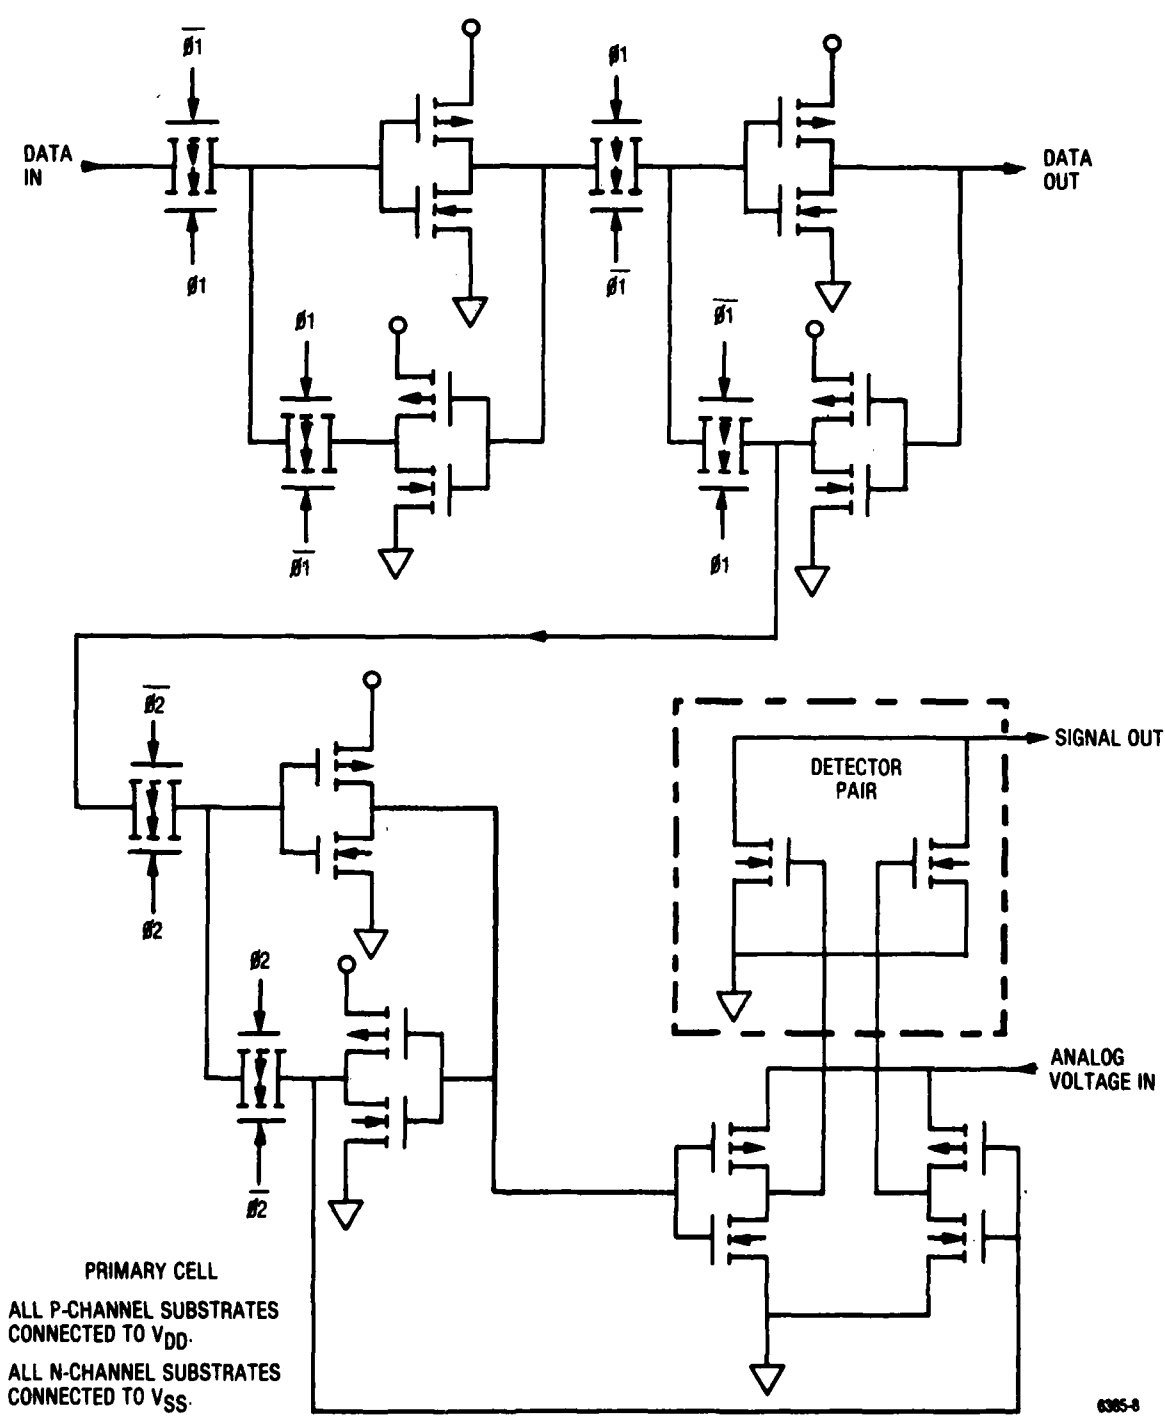 Ø1̅
Ø1
DATA
IN
DATA
OUT
Ø1
Ø1̅
Ø1
Ø1̅
Ø1̅
Ø1
Ø2̅
SIGNAL OUT
DETECTOR
PAIR
Ø2
Ø2
ANALOG
VOLTAGE IN
Ø2̅
PRIMARY CELL
ALL P-CHANNEL SUBSTRATES
CONNECTED TO VDD.
ALL N-CHANNEL SUBSTRATES
CONNECTED TO VSS.
6365-8